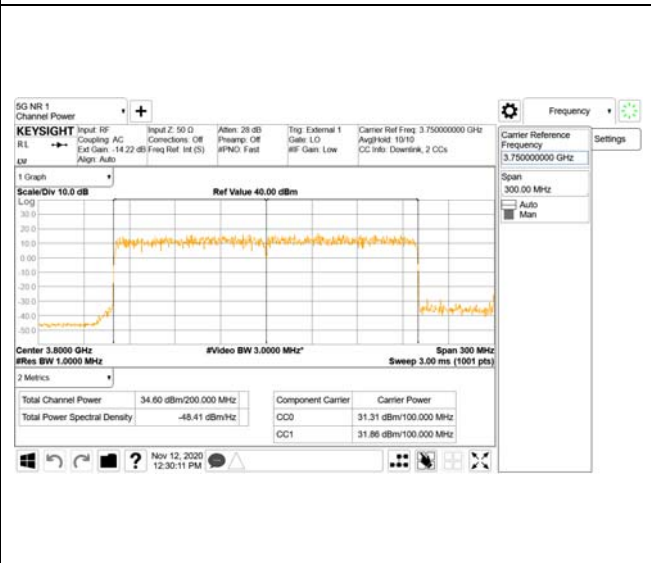 5G NR 1
Channel Power
Frequency
KEYSIGHT
Input: RF
Input Z: 50 Ω
Atten: 28 dB
Trig: External 1
Carrier Ref Freq: 3.750000000 GHz
RL
Coupling: AC
Corrections: Off
Preamp: Off
Gate: LO
Avg|Hold: 10/10
Ext Gain: -14.22 dB
Freq Ref: Int (S)
#PNO: Fast
#IF Gain: Low
CC Info: Downlink, 2 CCs
Align: Auto
Carrier Reference
Frequency
3.750000000 GHz
Settings
Span
300.00 MHz
Auto
Man
1 Graph
Scale/Div 10.0 dB
Ref Value 40.00 dBm
Log
30.0
20.0
10.0
0.00
-10.0
-20.0
-30.0
-40.0
-50.0
Center 3.8000 GHz
#Video BW 3.0000 MHz*
Span 300 MHz
#Res BW 1.0000 MHz
Sweep 3.00 ms (1001 pts)
2 Metrics
Total Channel Power
34.60 dBm/200.000 MHz
Total Power Spectral Density
-48.41 dBm/Hz
Component Carrier
Carrier Power
CC0
31.31 dBm/100.000 MHz
CC1
31.86 dBm/100.000 MHz
?
Nov 12, 2020
12:30:11 PM